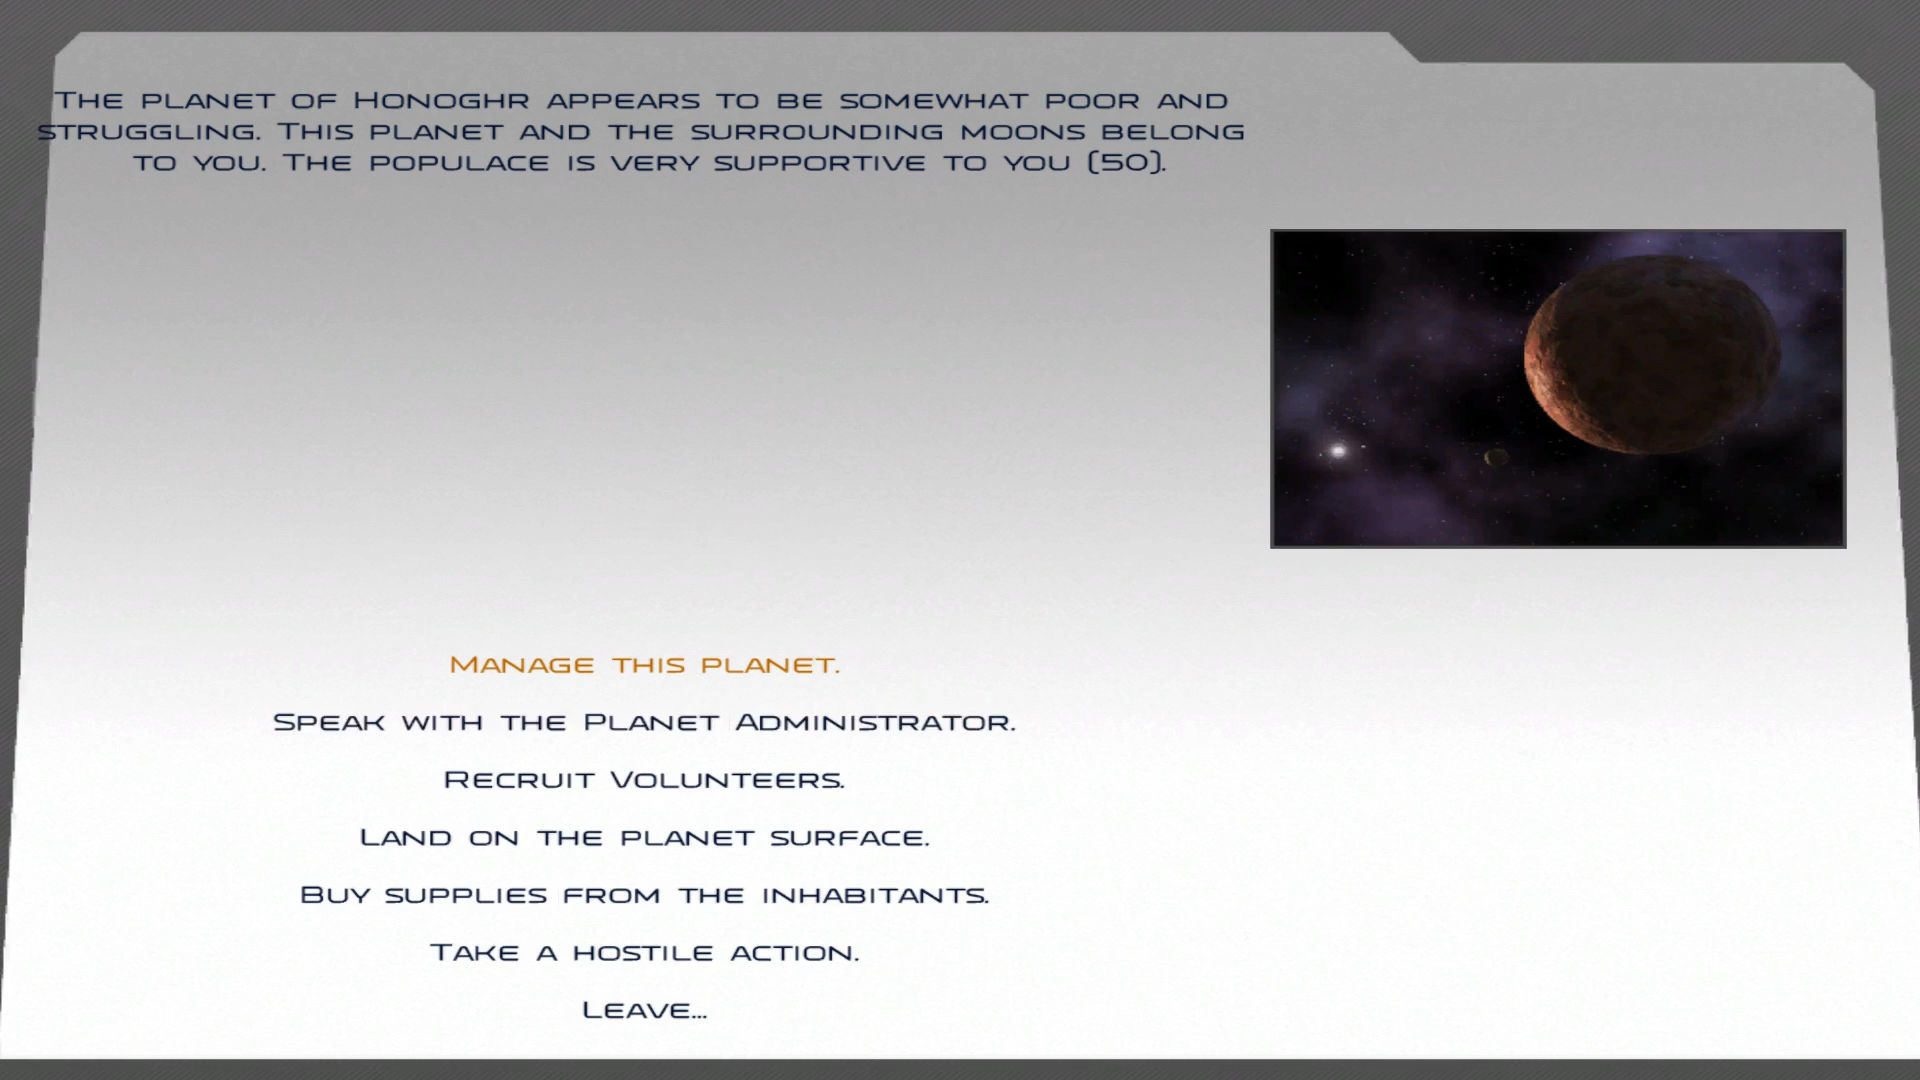 The planet of Honoghr appears to be somewhat poor and
struggling. This planet and the surrounding moons belong
to you. The populace is very supportive to you (50).
Manage this planet.
Speak with the Planet Administrator.
Recruit Volunteers.
Land on the planet surface.
Buy supplies from the inhabitants.
Take a hostile action.
Leave...